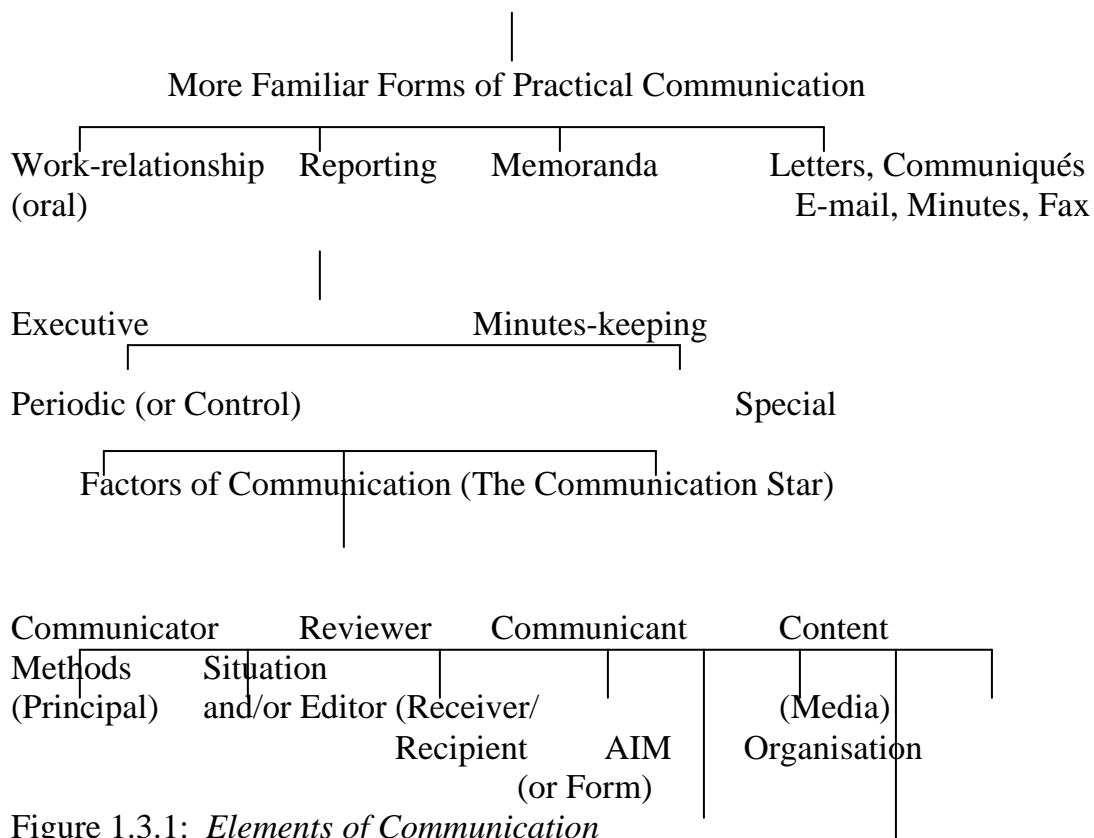 More Familiar Forms of Practical Communication
Work-relationship Reporting Memoranda Letters, Communiqués
(oral) E-mail, Minutes, Fax
Executive Minutes-keeping
Periodic (or Control) Special
Factors of Communication (The Communication Star)
Communicator Reviewer Communicant Content
Methods Situation
(Principal) and/or Editor (Receiver/ (Media)
Recipient AIM Organisation
(or Form)
Figure 1.3.1: Elements of Communication